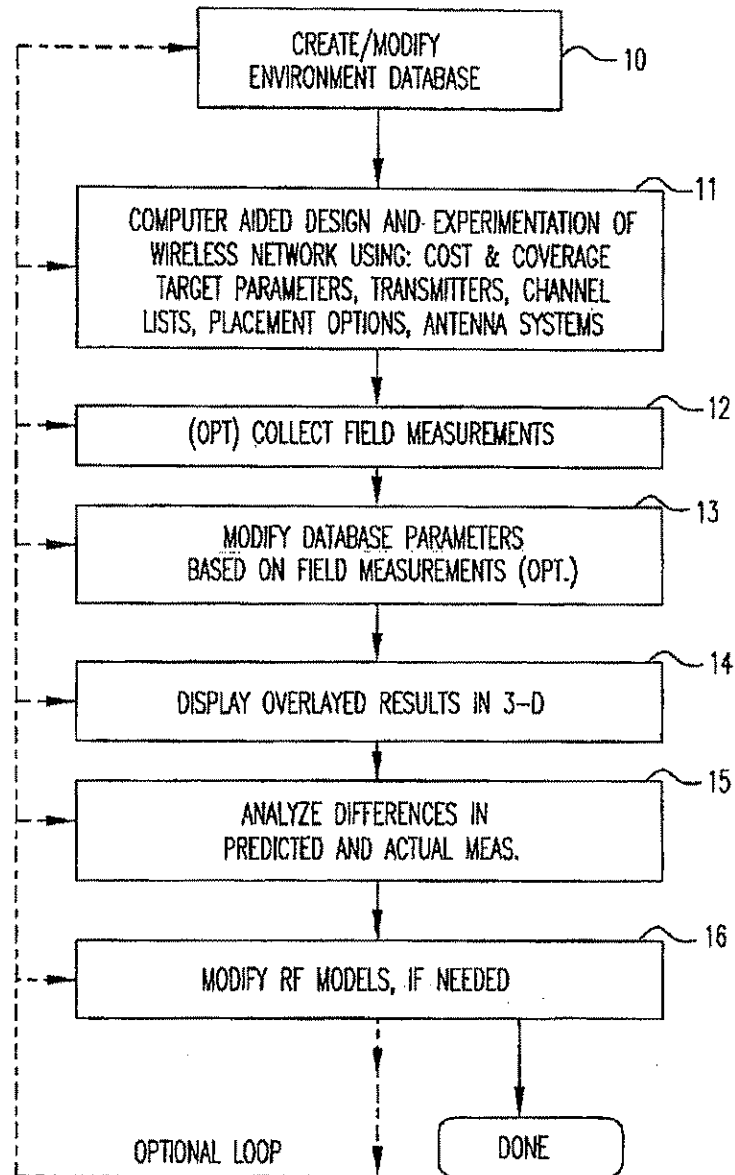 CREATE/MODIFY
ENVIRONMENT DATABASE
10
11
COMPUTER AIDED DESIGN AND EXPERIMENTATION OF
WIRELESS NETWORK USING: COST & COVERAGE
TARGET PARAMETERS, TRANSMITTERS, CHANNEL
LISTS, PLACEMENT OPTIONS, ANTENNA SYSTEMS
12
(OPT) COLLECT FIELD MEASUREMENTS
13
MODIFY DATABASE PARAMETERS
BASED ON FIELD MEASUREMENTS (OPT.)
14
DISPLAY OVERLAYED RESULTS IN 3-D
15
ANALYZE DIFFERENCES IN
PREDICTED AND ACTUAL MEAS.
16
MODIFY RF MODELS, IF NEEDED
OPTIONAL LOOP
DONE